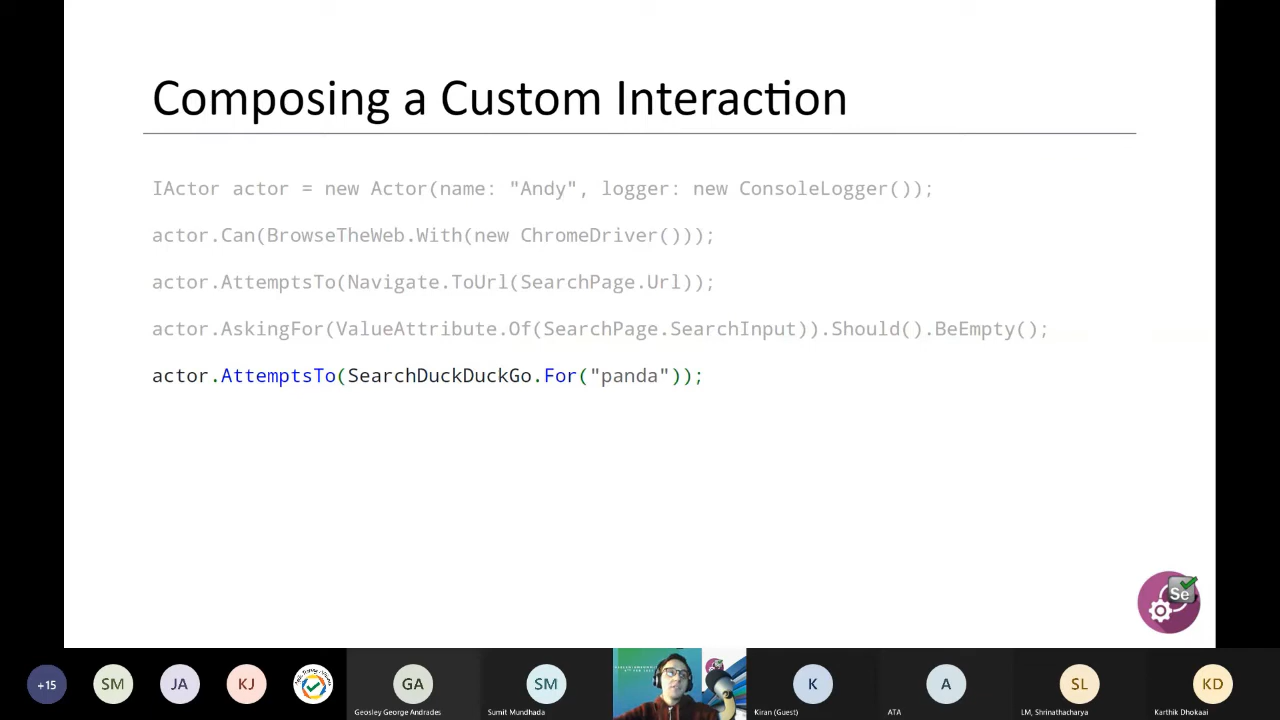 Composing a Custom Interaction
IActor actor = new Actor(name: "Andy", logger: new ConsoleLogger());
actor.Can(BrowseTheWeb.With(new ChromeDriver()));
actor.AttemptsTo(Navigate.ToUrl(SearchPage.Url));
actor.AskingFor(ValueAttribute.Of(SearchPage.SearchInput)).Should().BeEmpty();
actor.AttemptsTo(SearchDuckDuckGo.For("panda"));
Se
+15
SM
JA
KJ
GA
SM
K
A
SL
KD
Geosley George Andrades
Sumit Mundhada
Kiran (Guest)
ATA
LM, Shrinathacharya
Karthik Dhokaai